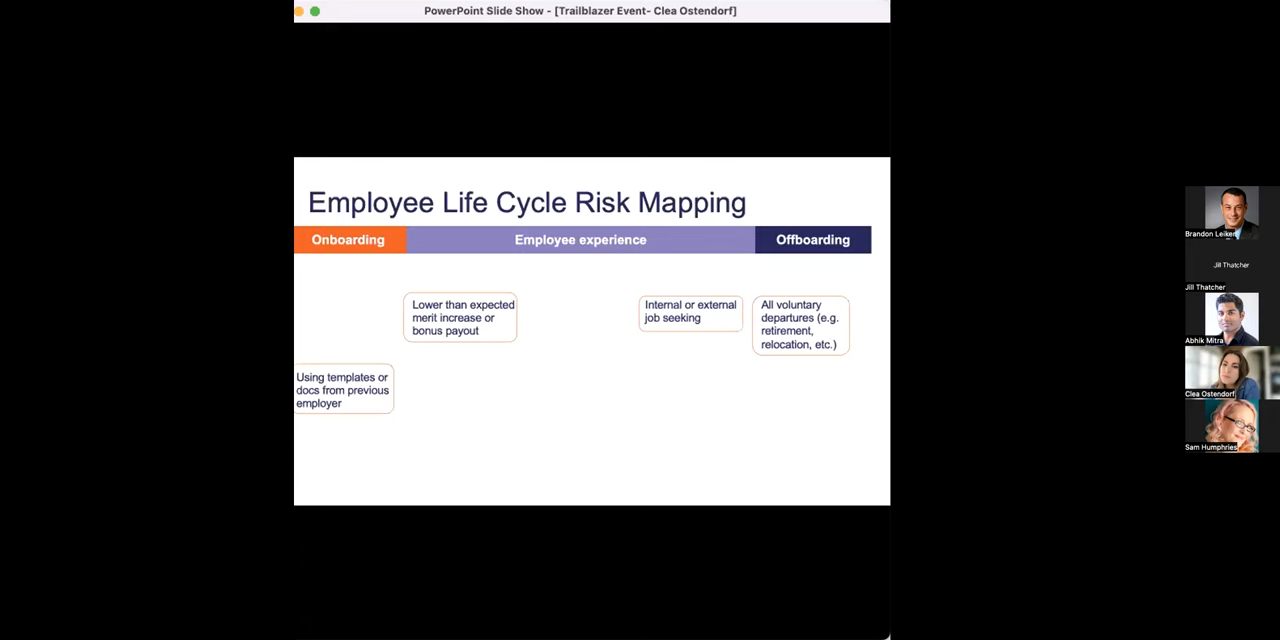 PowerPoint Slide Show - [Trailblazer Event- Clea Ostendorf]
Employee Life Cycle Risk Mapping
Onboarding
Employee experience
Offboarding
Lower than expected
merit increase or
bonus payout
Internal or external
job seeking
All voluntary
departures (e.g.
retirement,
relocation, etc.)
Using templates or
docs from previous
employer
Brandon Leiker
Jill Thatcher
Jill Thatcher
Abhik Mitra
Clea Ostendorf
Sam Humphries